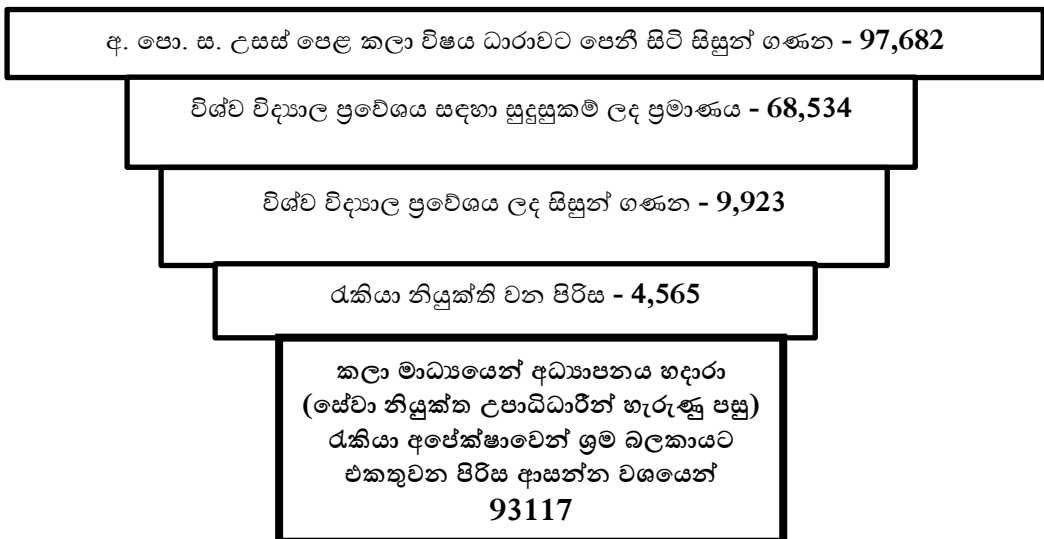 අ. පො. ස. උසස් පෙළ කලා විෂය ධාරාවට පෙනී සිටි සිසුන් ගණන - 97,682
විශ්ව විද්‍යාල ප්‍රවේශය සඳහා සුදුසුකම් ලද ප්‍රමාණය - 68,534
විශ්ව විද්‍යාල ප්‍රවේශය ලද සිසුන් ගණන - 9,923
රැකියා නියුක්ති වන පිරිස - 4,565
කලා මාධ්‍යයෙන් අධ්‍යාපනය හදාරා
(සේවා නියුක්ත උපාධිධාරීන් හැරුණු පසු)
රැකියා අපේක්ෂාවෙන් ශ්‍රම බලකායට
එකතුවන පිරිස ආසන්න වශයෙන්
93117